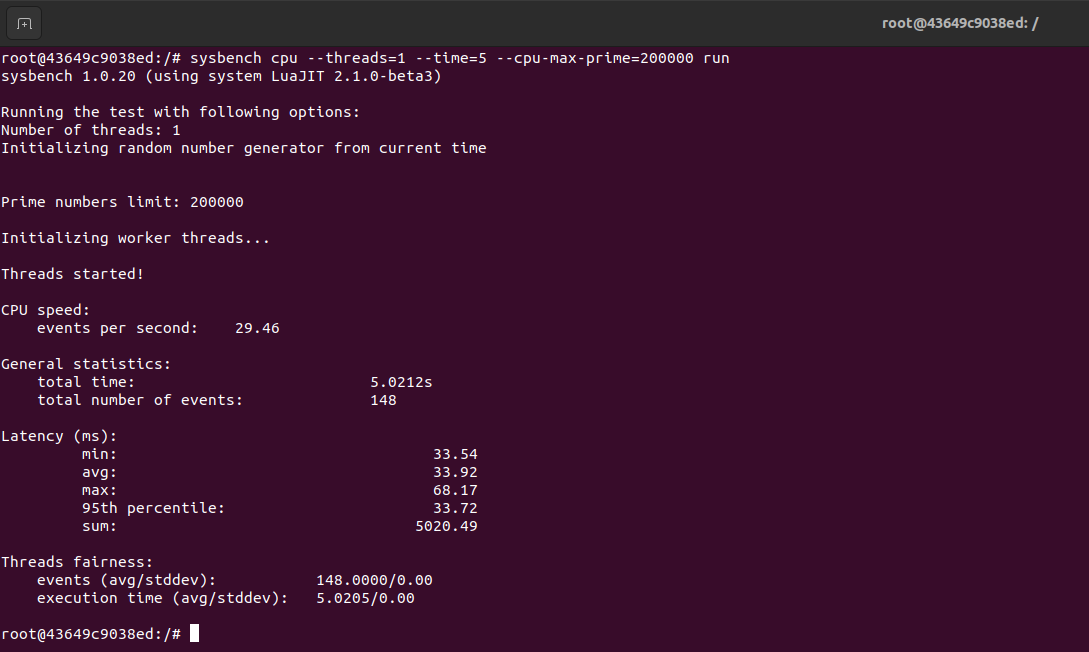 root@43649c9038ed: /
root@43649c9038ed:/# sysbench cpu --threads=1 --time=5 --cpu-max-prime=200000 run
sysbench 1.0.20 (using system LuaJIT 2.1.0-beta3)
Running the test with following options:
Number of threads: 1
Initializing random number generator from current time
Prime numbers limit: 200000
Initializing worker threads...
Threads started!
CPU speed:
events per second: 29.46
General statistics:
total time: 5.0212s
total number of events: 148
Latency (ms):
min: 33.54
avg: 33.92
max: 68.17
95th percentile: 33.72
sum: 5020.49
Threads fairness:
events (avg/stddev): 148.0000/0.00
execution time (avg/stddev): 5.0205/0.00
root@43649c9038ed:/#